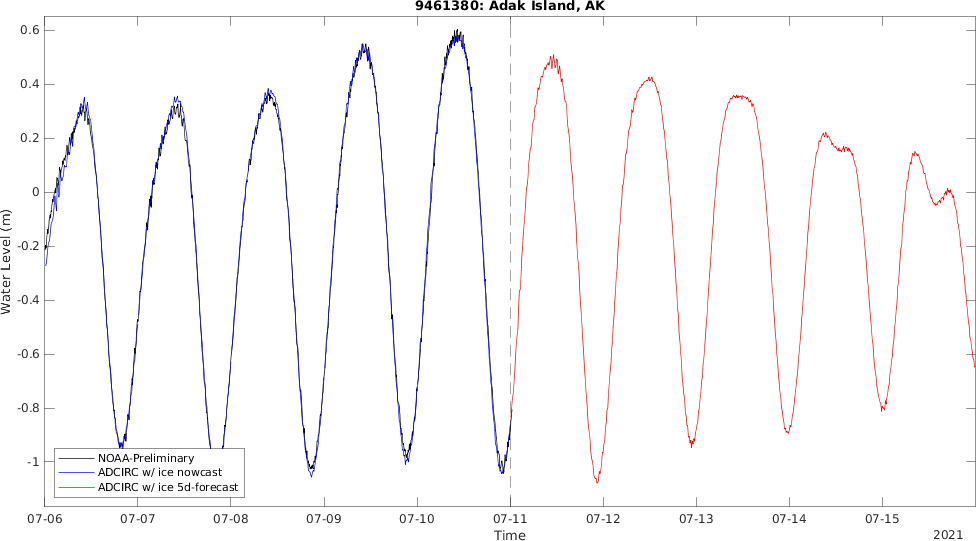 9461380: Adak Island, AK
0.6
0.4
0.2
0
-0.2
-0.4
-0.6
-0.8
-1
Water Level (m)
NOAA-Preliminary
ADCIRC w/ ice nowcast
ADCIRC w/ ice 5d-forecast
07-06 07-07 07-08 07-09 07-10 07-11 07-12 07-13 07-14 07-15
Time
2021